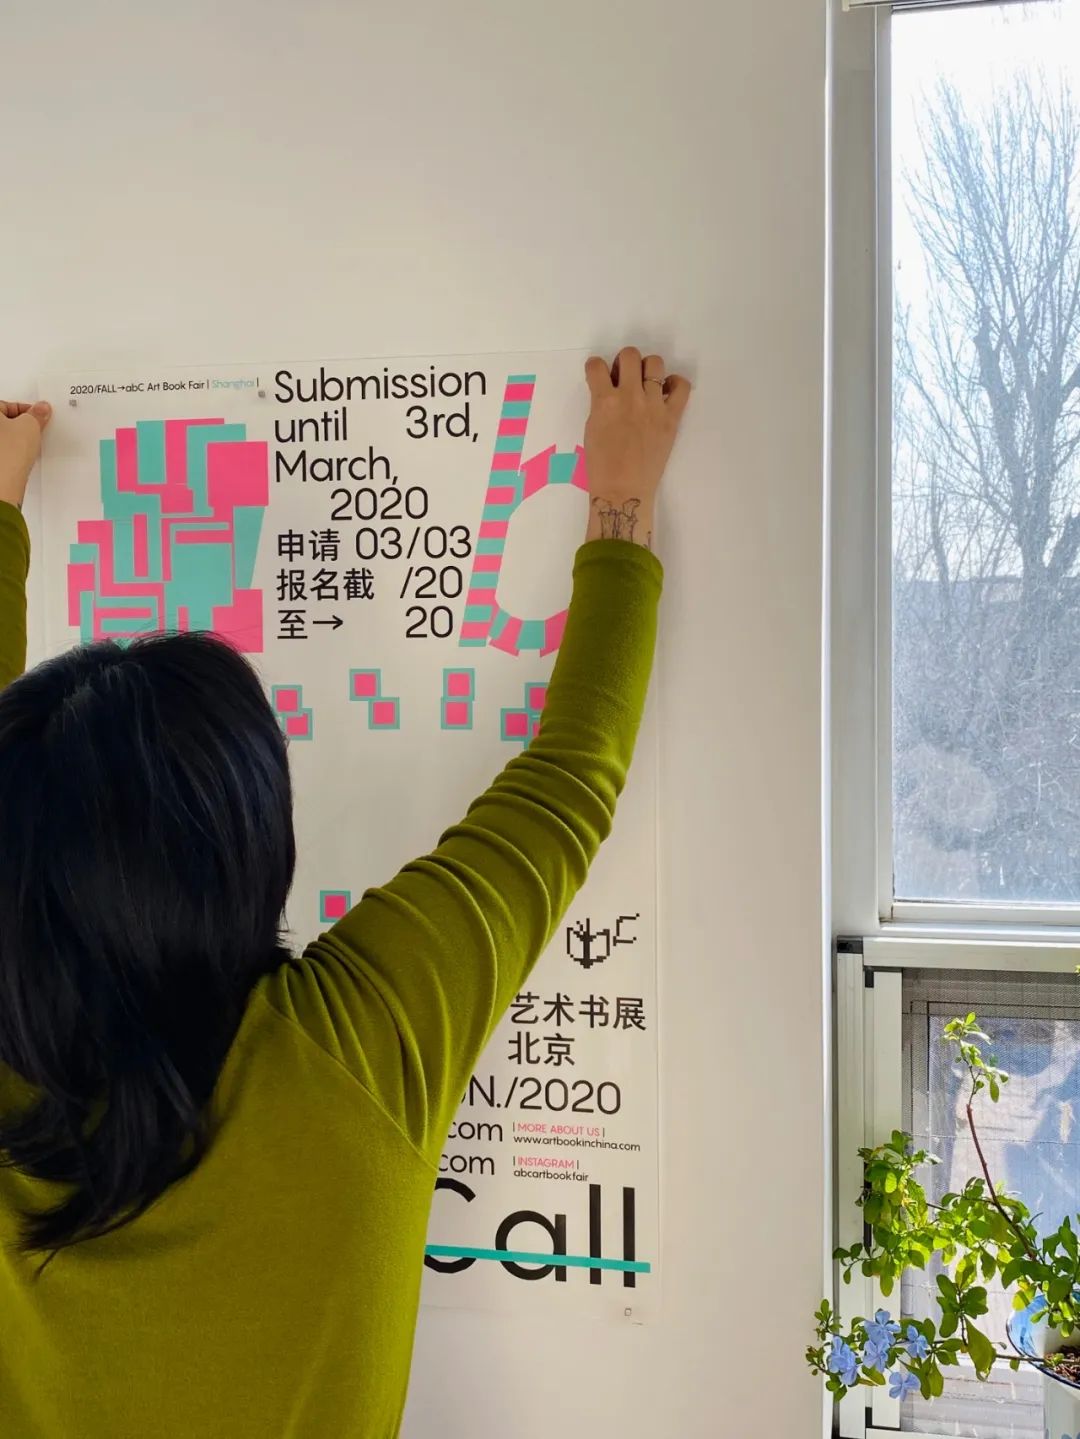 2020/FALL→abC Art Book Fair | Shanghai |
Submission
until 3rd,
March,
2020
申请 03/03
报名截 /20
至→ 20
艺术书展
北京
N./2020
com
| MORE ABOUT US |
www.artbookinchina.com
com
| INSTAGRAM |
abcartbookfair
Call